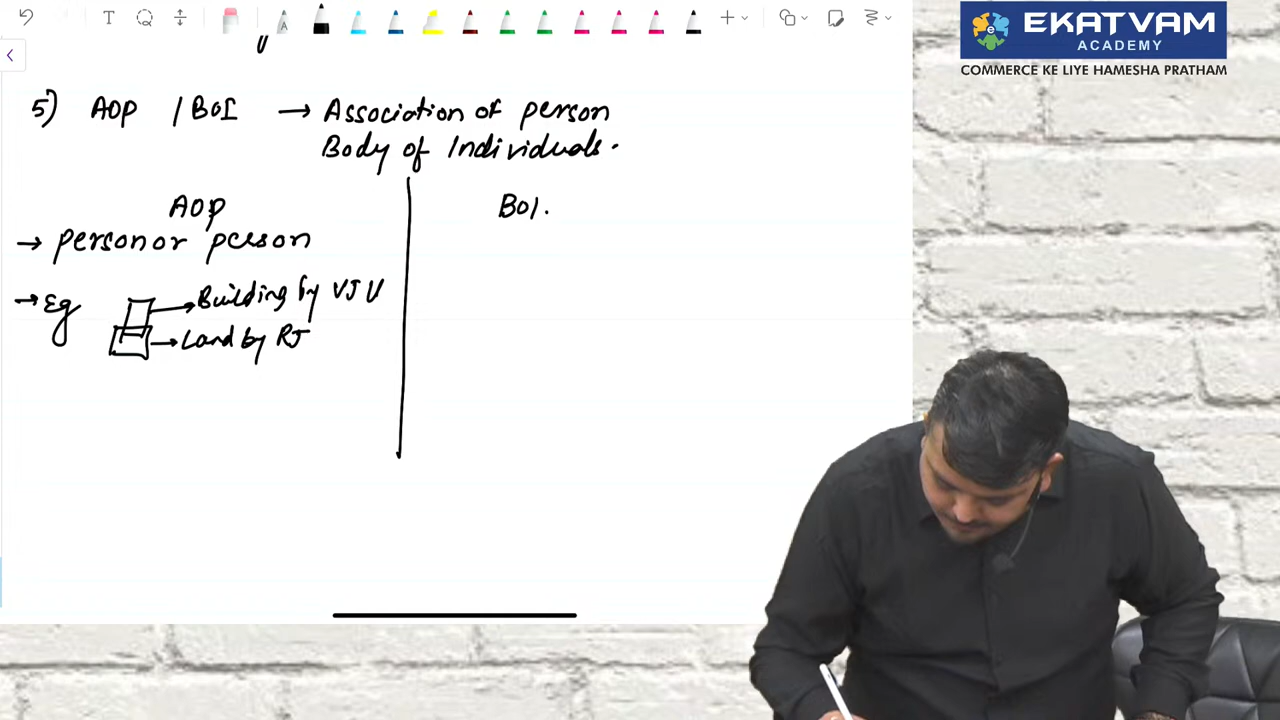 EKATVAM
ACADEMY
COMMERCE KE LIYE HAMESHA PRATHAM
5) AOP / BOI → Association of person
Body of Individuals.
AOP
BOI.
→ person or person
→ Eg
→ Building by VJU
→ Land by RJ